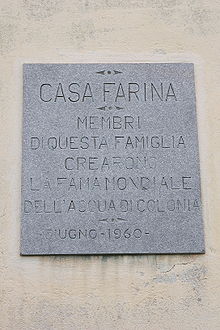 CASA FARINA
MEMBRI
DI QUESTA FAMIGLIA
CREARONO
LA FAMA MONDIALE
DELL'ACQUA DI COLONIA
GIUGNO-1960-